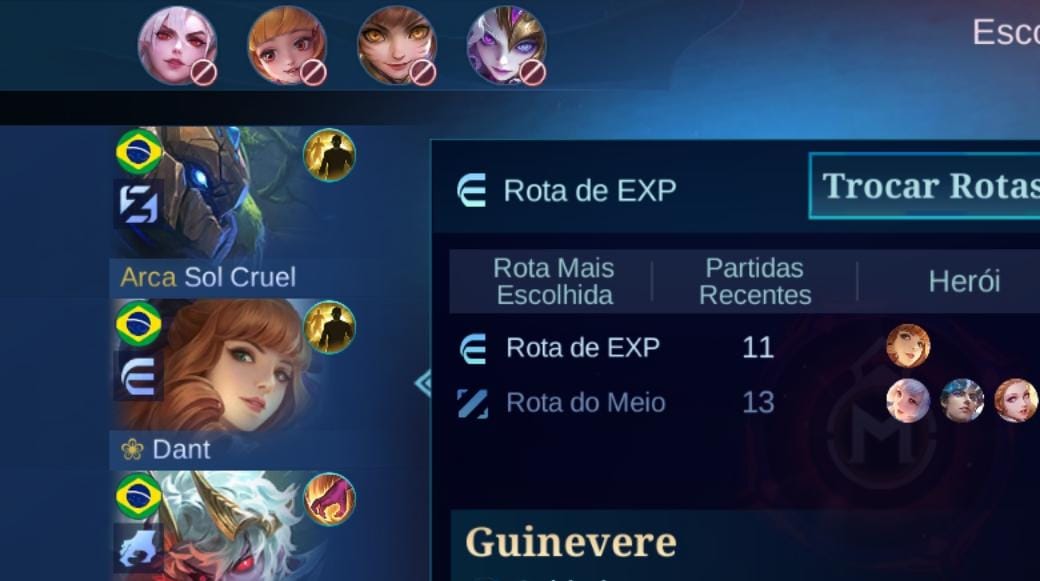 Esco
Rota de EXP
Trocar Rotas
Arca Sol Cruel
Rota Mais
Escolhida
Partidas
Recentes
Herói
Rota de EXP 11
Rota do Meio 13
Dant
Guinevere